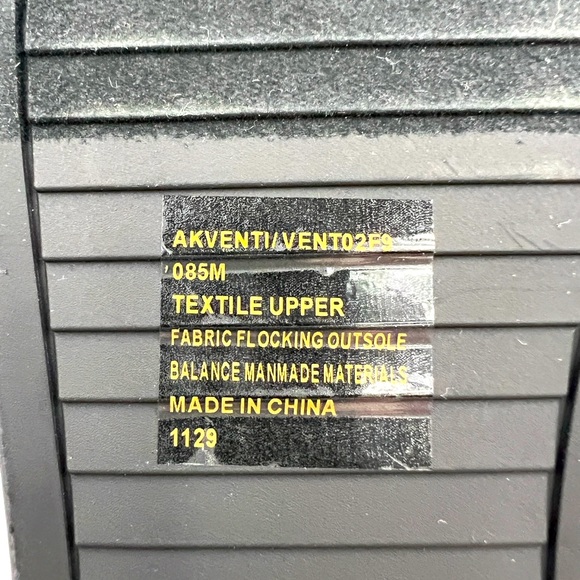 AKVENTI/VENT02F9
085M
TEXTILE UPPER
FABRIC FLOCKING OUTSOLE
BALANCE MANMADE MATERIALS
MADE IN CHINA
1129